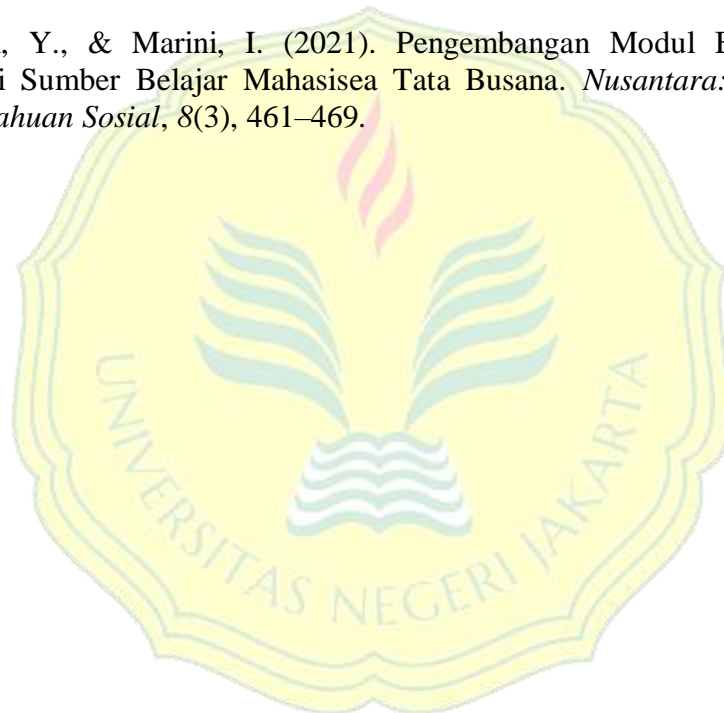 , Y., & Marini, I. (2021). Pengembangan Modul
i Sumber Belajar Mahasisea Tata Busana. Nusantara:
ahuan Sosial, 8(3), 461–469.
UNIVERSITAS NEGERI JAKARTA